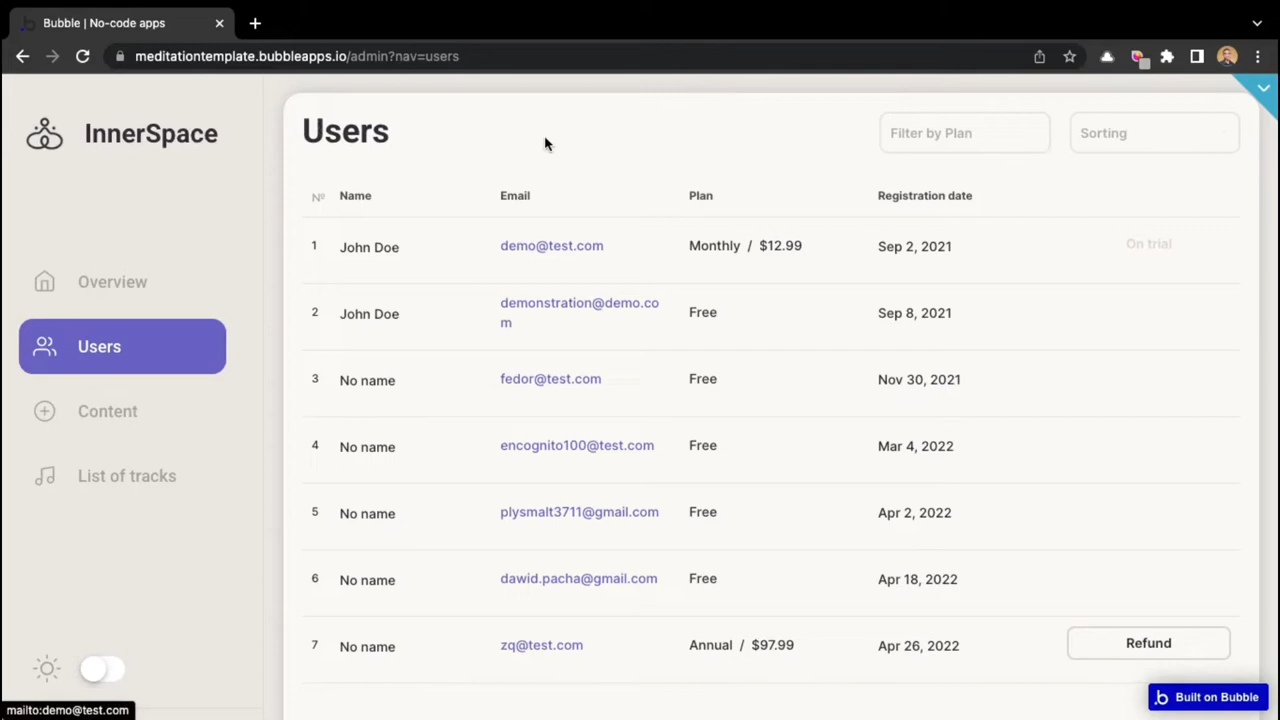 Bubble | No-code apps
meditationtemplate.bubbleapps.io/admin?nav=users
InnerSpace
Overview
Users
Content
List of tracks
Users
Filter by Plan
Sorting
Nº Name Email Plan Registration date
1 John Doe demo@test.com Monthly / $12.99 Sep 2, 2021 On trial
2 John Doe demonstration@demo.co Free Sep 8, 2021
m
3 No name fedor@test.com Free Nov 30, 2021
4 No name encognito100@test.com Free Mar 4, 2022
5 No name plysmalt3711@gmail.com Free Apr 2, 2022
6 No name dawid.pacha@gmail.com Free Apr 18, 2022
7 No name zq@test.com Annual / $97.99 Apr 26, 2022 Refund
Built on Bubble
mailto:demo@test.com